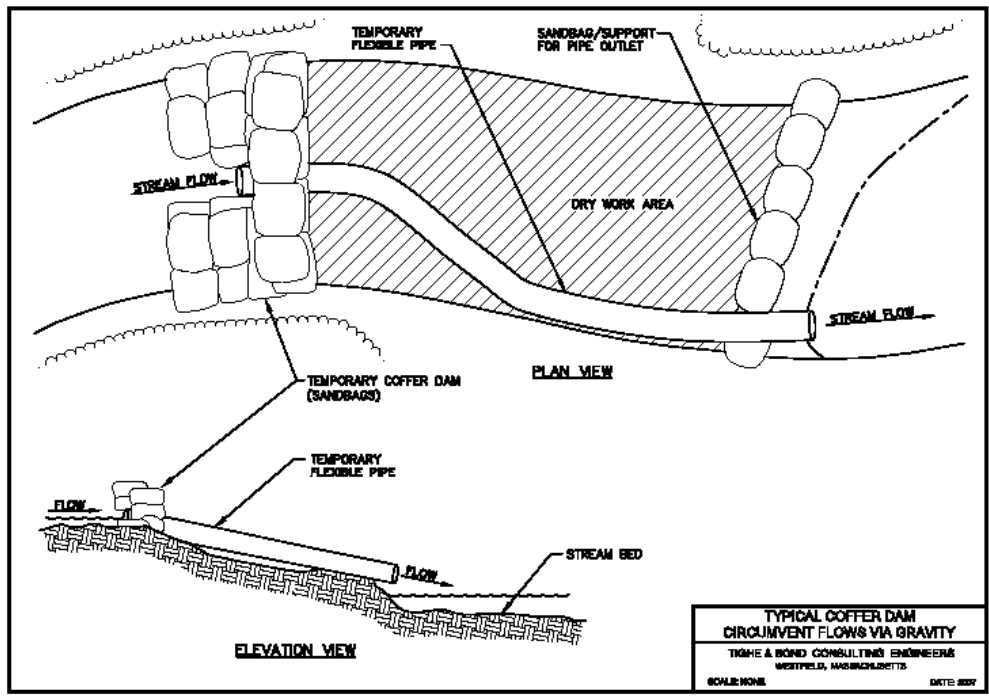 TEMPORARY
FLEXIBLE PIPE
SANDBAG/SUPPORT
FOR PIPE OUTLET
STREAM FLOW
DRY WORK AREA
STREAM FLOW
PLAN VIEW
TEMPORARY COFFER DAM
(SANDBAGS)
TEMPORARY
FLEXIBLE PIPE
FLOW
FLOW
STREAM BED
ELEVATION VIEW
TYPICAL COFFER DAM
CIRCUMVENT FLOWS VIA GRAVITY
TIGHE & BOND CONSULTING ENGINEERS
WESTFIELD, MASSACHUSETTS
SCALE: NONE
DATE: 2007